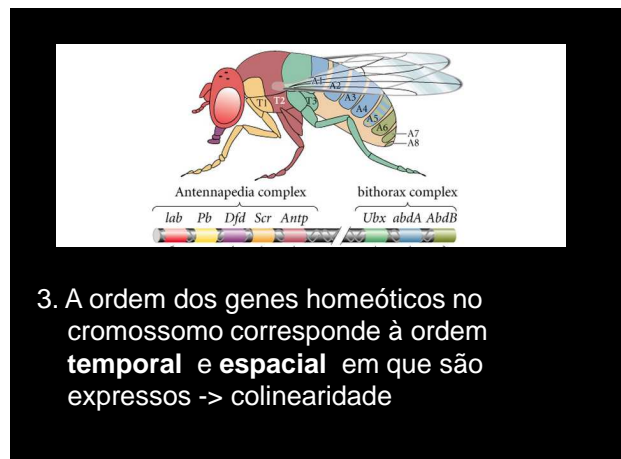 A1
A2
A3
A4
A5
A6
A7
A8
T1
T2
T3
Antennapedia complex bithorax complex
lab Pb Dfd Scr Antp Ubx abdA AbdB
3. A ordem dos genes homeóticos no
cromossomo corresponde à ordem
temporal e espacial em que são
expressos -> colinearidade